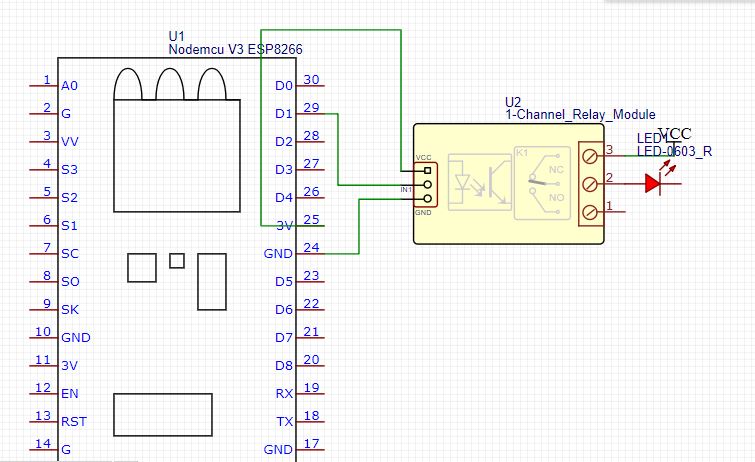 U1
Nodemcu V3 ESP8266
1 A0
2 G
3 VV
4 S3
5 S2
6 S1
7 SC
8 SO
9 SK
10 GND
11 3V
12 EN
13 RST
14 G
D0 30
D1 29
D2 28
D3 27
D4 26
3V 25
GND 24
D5 23
D6 22
D7 21
D8 20
RX 19
TX 18
GND 17
U2
1-Channel_Relay_Module
VCC
IN1
GND
K1
NC
NO
3
2
1
VCC
LED1
LED-0603_R